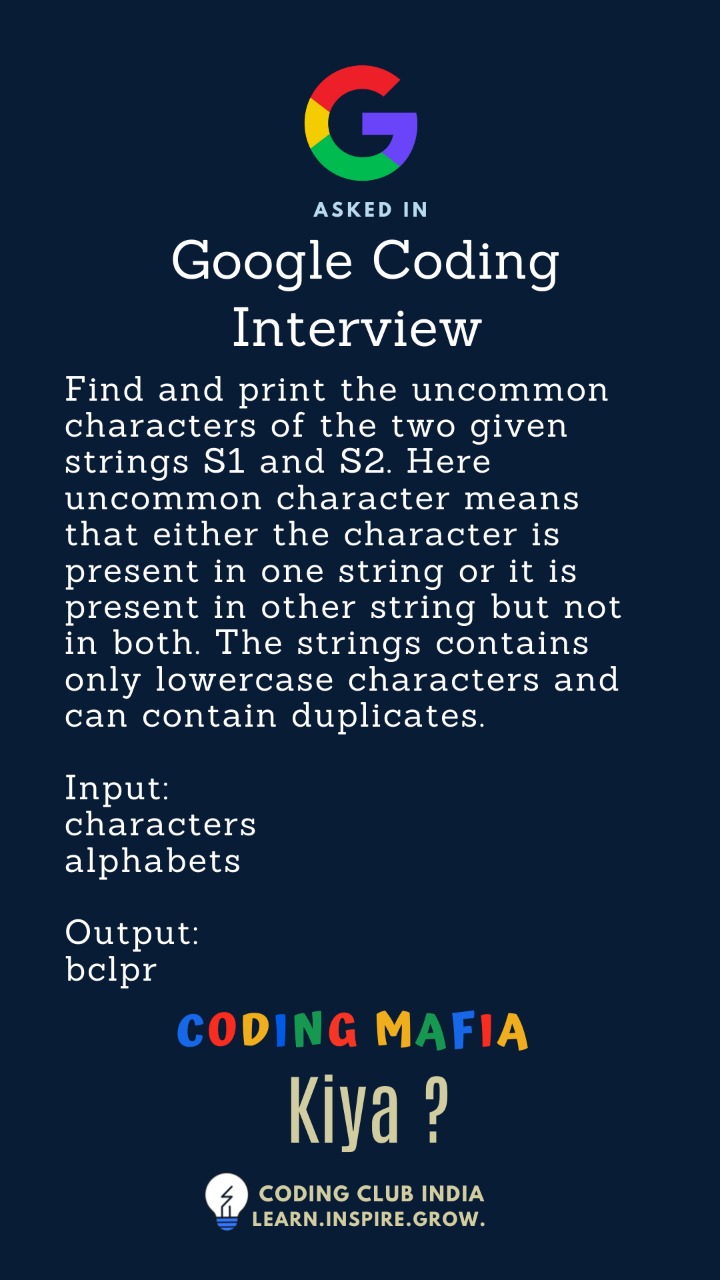 ASKED IN
Google Coding
Interview
Find and print the uncommon
characters of the two given
strings S1 and S2. Here
uncommon character means
that either the character is
present in one string or it is
present in other string but not
in both. The strings contains
only lowercase characters and
can contain duplicates.
Input:
characters
alphabets
Output:
bclpr
CODING MAFIA
Kiya ?
CODING CLUB INDIA
LEARN.INSPIRE.GROW.